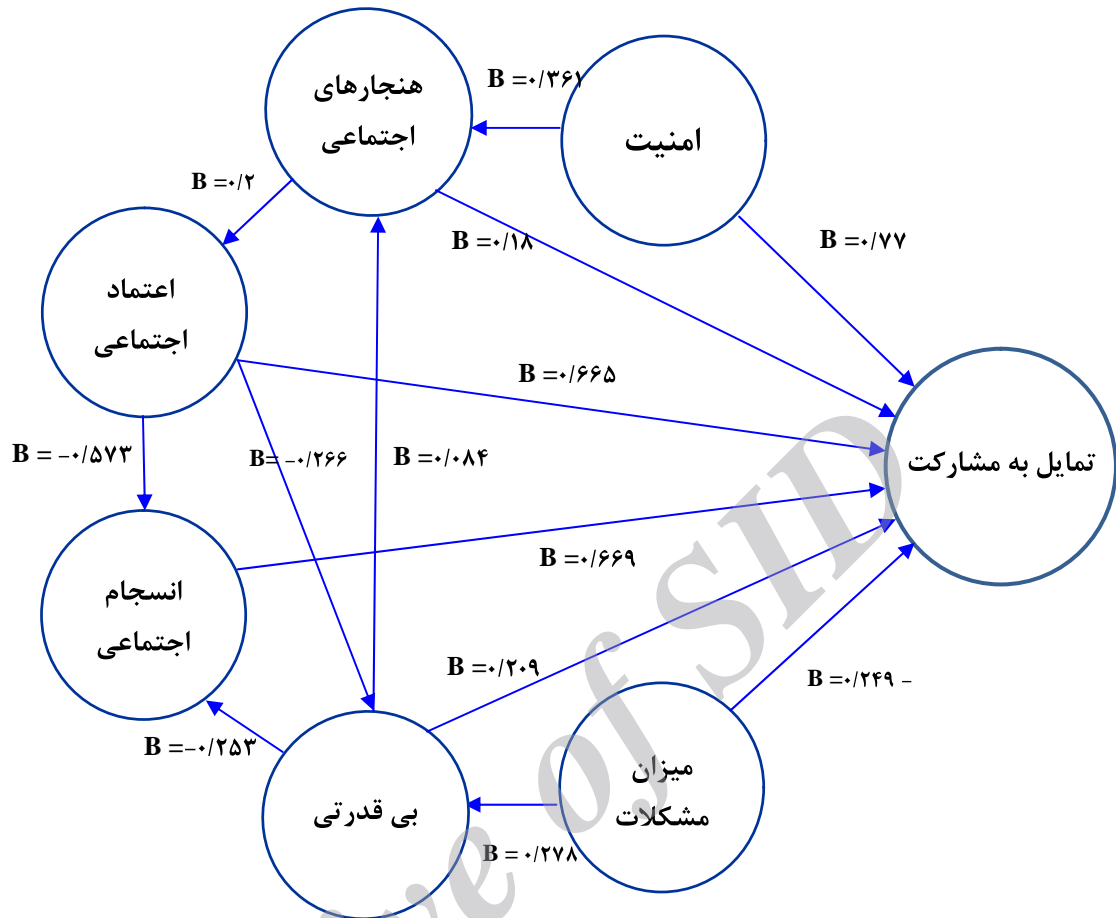 هنجارهای
اجتماعی
B =۰/۳۶۱
امنیت
B =۰/۲
B =۰/۱۸
B =۰/۷۷
اعتماد
اجتماعی
B =۰/۶۶۵
B = −۰/۵۷۳
B= −۰/۲۶۶
B =۰/۰۸۴
تمایل به مشارکت
انسجام
اجتماعی
B =۰/۶۶۹
B =۰/۲۰۹
B =۰/۲۴۹ −
B =−۰/۲۵۳
بی قدرتی
میزان
مشکلات
B =۰/۲۷۸
ive of SID